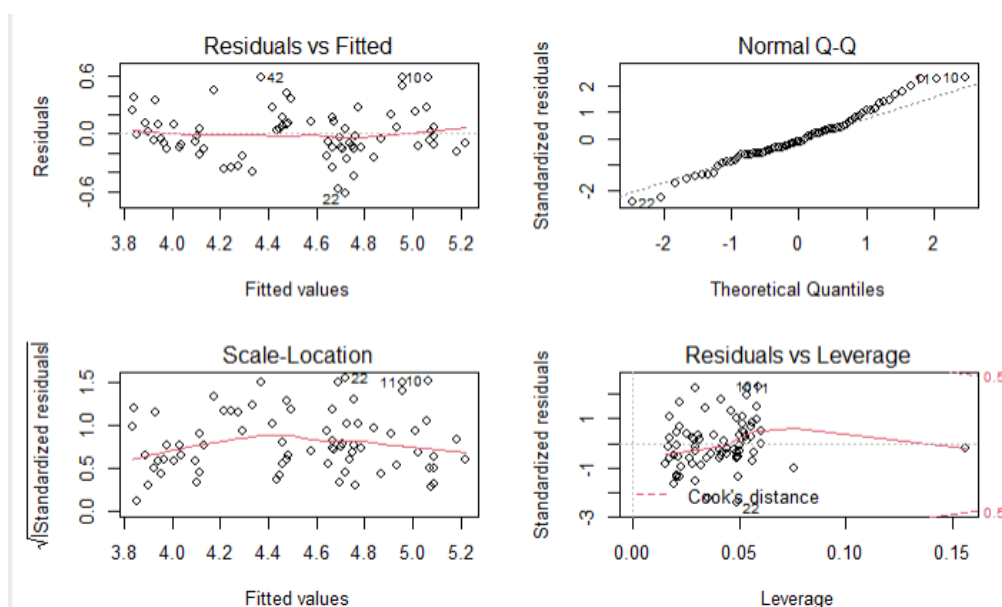 Residuals vs Fitted
Residuals
0.6
0.0
-0.6
42
10
22
3.8 4.0 4.2 4.4 4.6 4.8 5.0 5.2
Fitted values
Normal Q-Q
Standardized residuals
2
0
-2
10
22
-2 -1 0 1 2
Theoretical Quantiles
Scale-Location
√|Standardized residuals|
1.5
1.0
0.5
0.0
22
11
10
3.8 4.0 4.2 4.4 4.6 4.8 5.0 5.2
Fitted values
Residuals vs Leverage
Standardized residuals
1
-1
-3
11
22
Cook's distance
0.5
0.5
0.00 0.05 0.10 0.15
Leverage